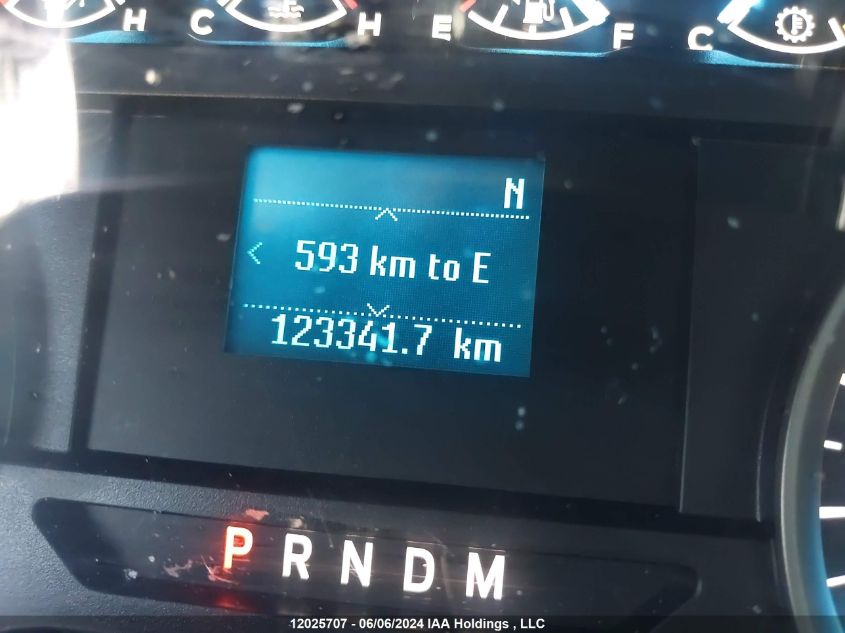 H C H E F C
N
593 km to E
123341.7 km
P R N D M
12025707 - 06/06/2024 IAA Holdings , LLC